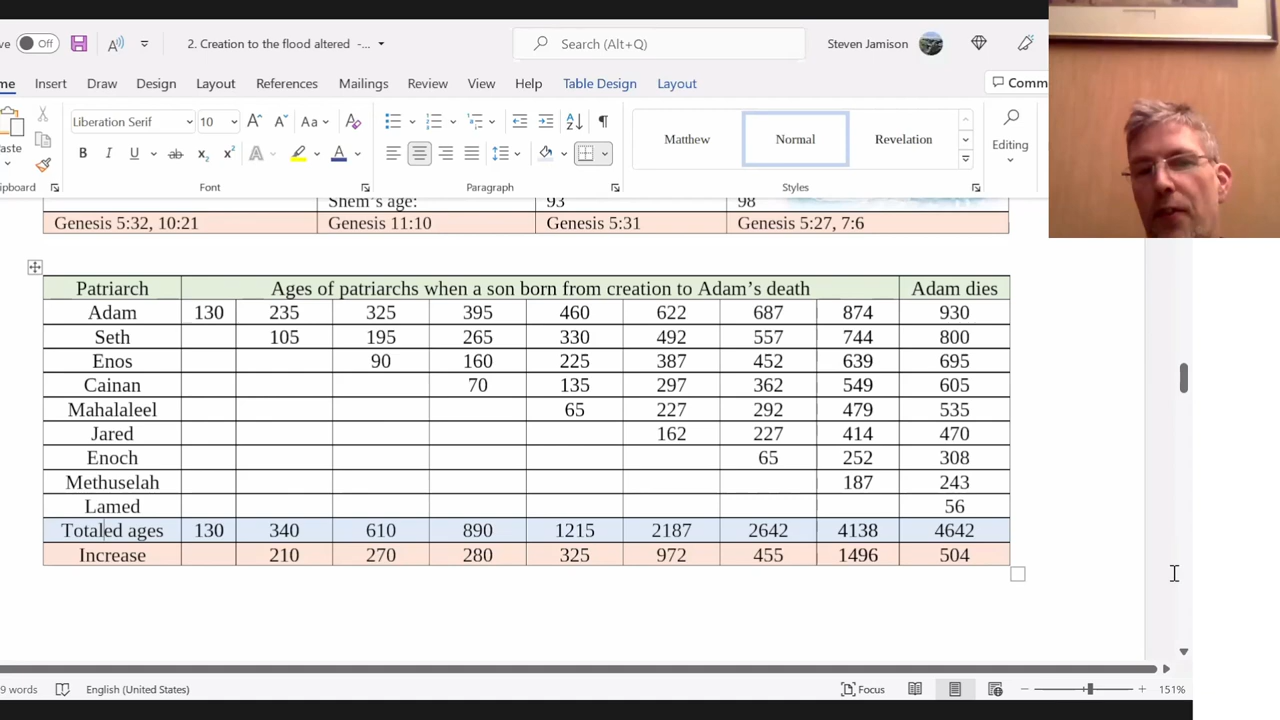 ve Off 2. Creation to the flood altered -... Search (Alt+Q) Steven Jamison
me Insert Draw Design Layout References Mailings Review View Help Table Design Layout Comm
Liberation Serif 10 Matthew Normal Revelation Editing
aste
lipboard Font Paragraph Styles
Shem's age: 93 98
Genesis 5:32, 10:21 Genesis 11:10 Genesis 5:31 Genesis 5:27, 7:6
Patriarch Ages of patriarchs when a son born from creation to Adam's death Adam dies
Adam 130 235 325 395 460 622 687 874 930
Seth 105 195 265 330 492 557 744 800
Enos 90 160 225 387 452 639 695
Cainan 70 135 297 362 549 605
Mahalaleel 65 227 292 479 535
Jared 162 227 414 470
Enoch 65 252 308
Methuselah 187 243
Lamed 56
Totaled ages 130 340 610 890 1215 2187 2642 4138 4642
Increase 210 270 280 325 972 455 1496 504
9 words English (United States) Focus 151%